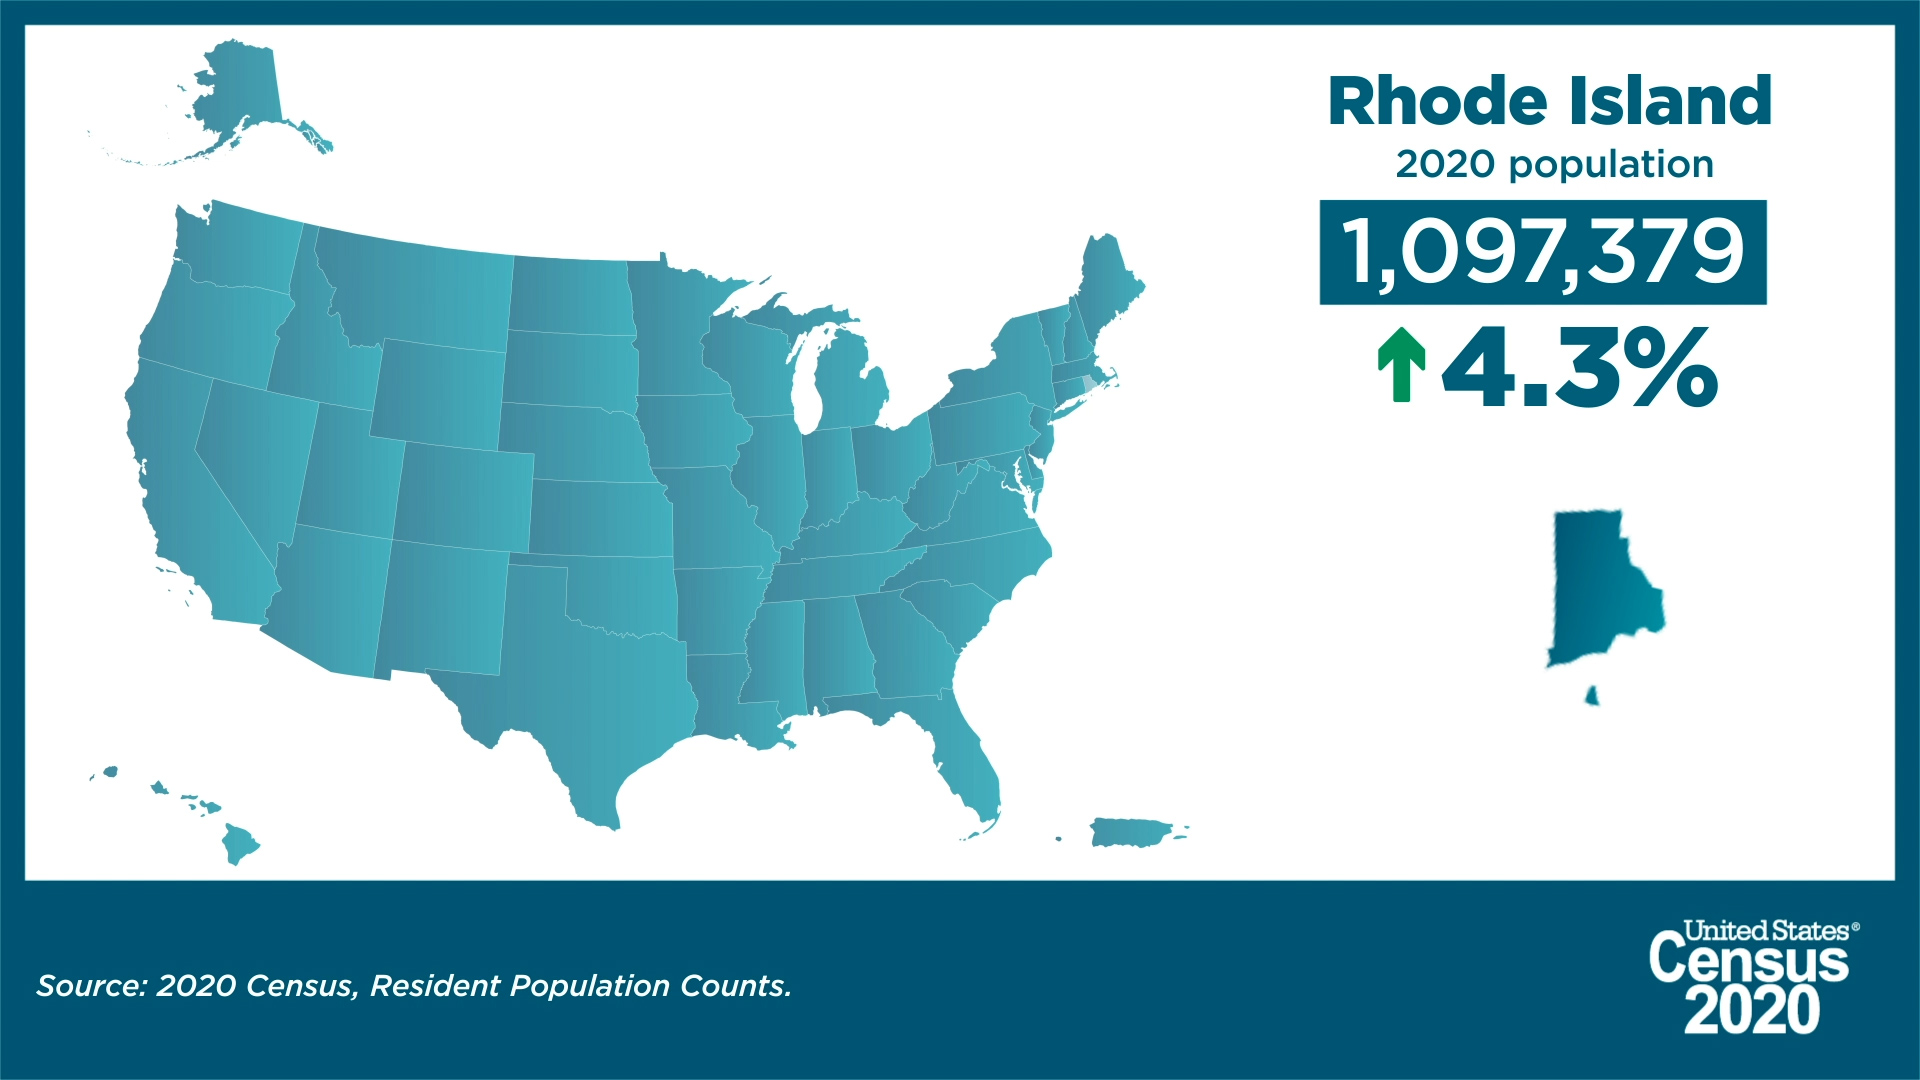 Rhode Island
2020 population
1,097,379
4.3%
Source: 2020 Census, Resident Population Counts.
United States®
Census
2020